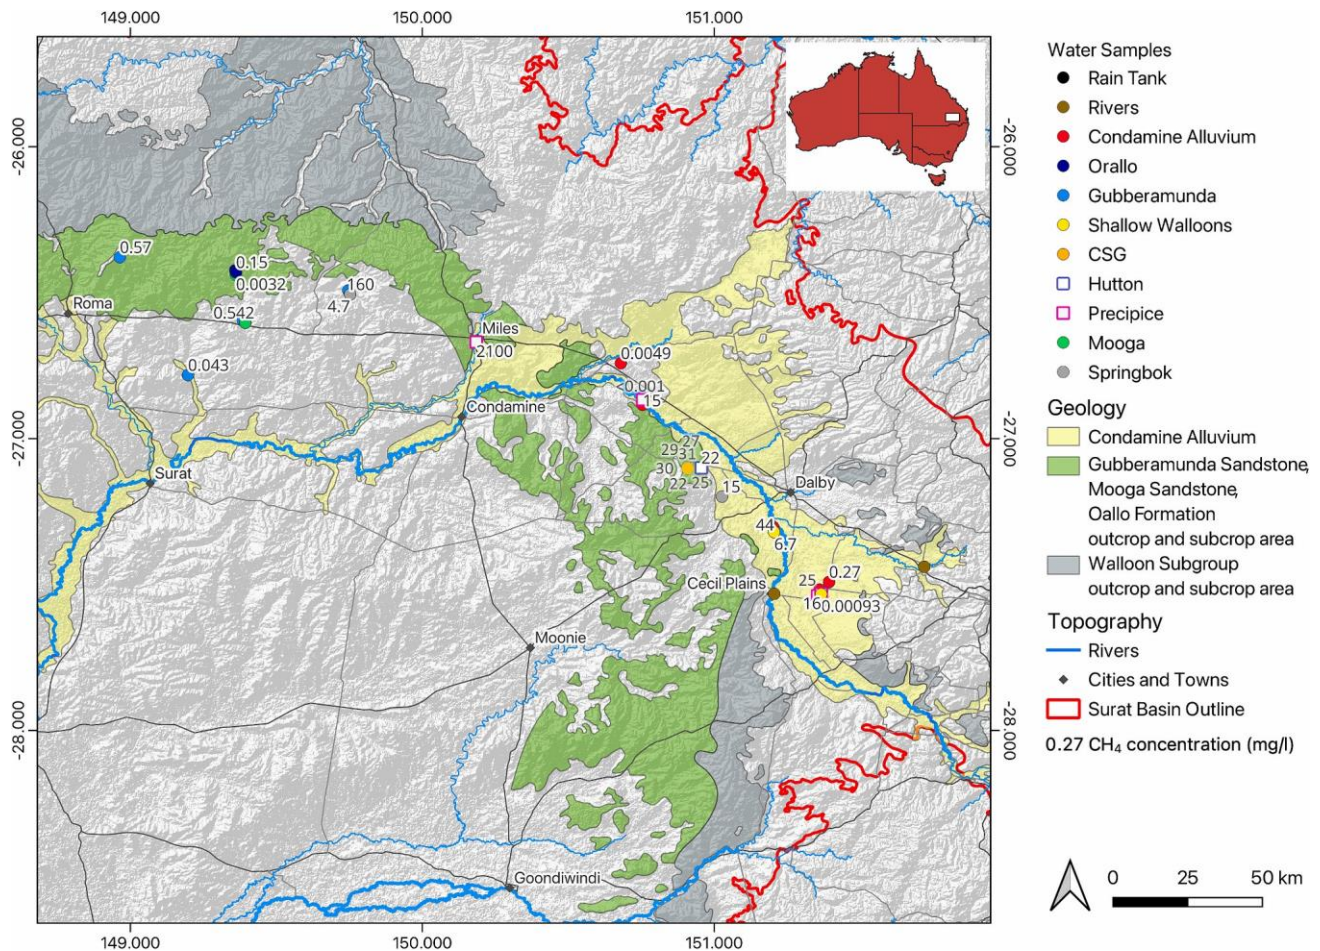 149.000
150.000
151.000
-26.000
-26.000
0.57
0.15
0.0032
160
4.7
Roma
0.542
Miles
2100
0.0049
0.043
0.001
15
Condamine
-27.000
-27.000
27
29
31
22
30
22
25
Surat
15
Dalby
44
6.7
Cecil Plains
25
0.27
16
0.00093
Moonie
-28.000
-28.000
Goondiwindi
149.000
150.000
151.000
Water Samples
Rain Tank
Rivers
Condamine Alluvium
Orallo
Gubberamunda
Shallow Walloons
CSG
Hutton
Precipice
Mooga
Springbok
Geology
Condamine Alluvium
Gubberamunda Sandstone,
Mooga Sandstone,
Oallo Formation
outcrop and subcrop area
Walloon Subgroup
outcrop and subcrop area
Topography
Rivers
Cities and Towns
Surat Basin Outline
0.27 CH₄ concentration (mg/l)
0 25 50 km